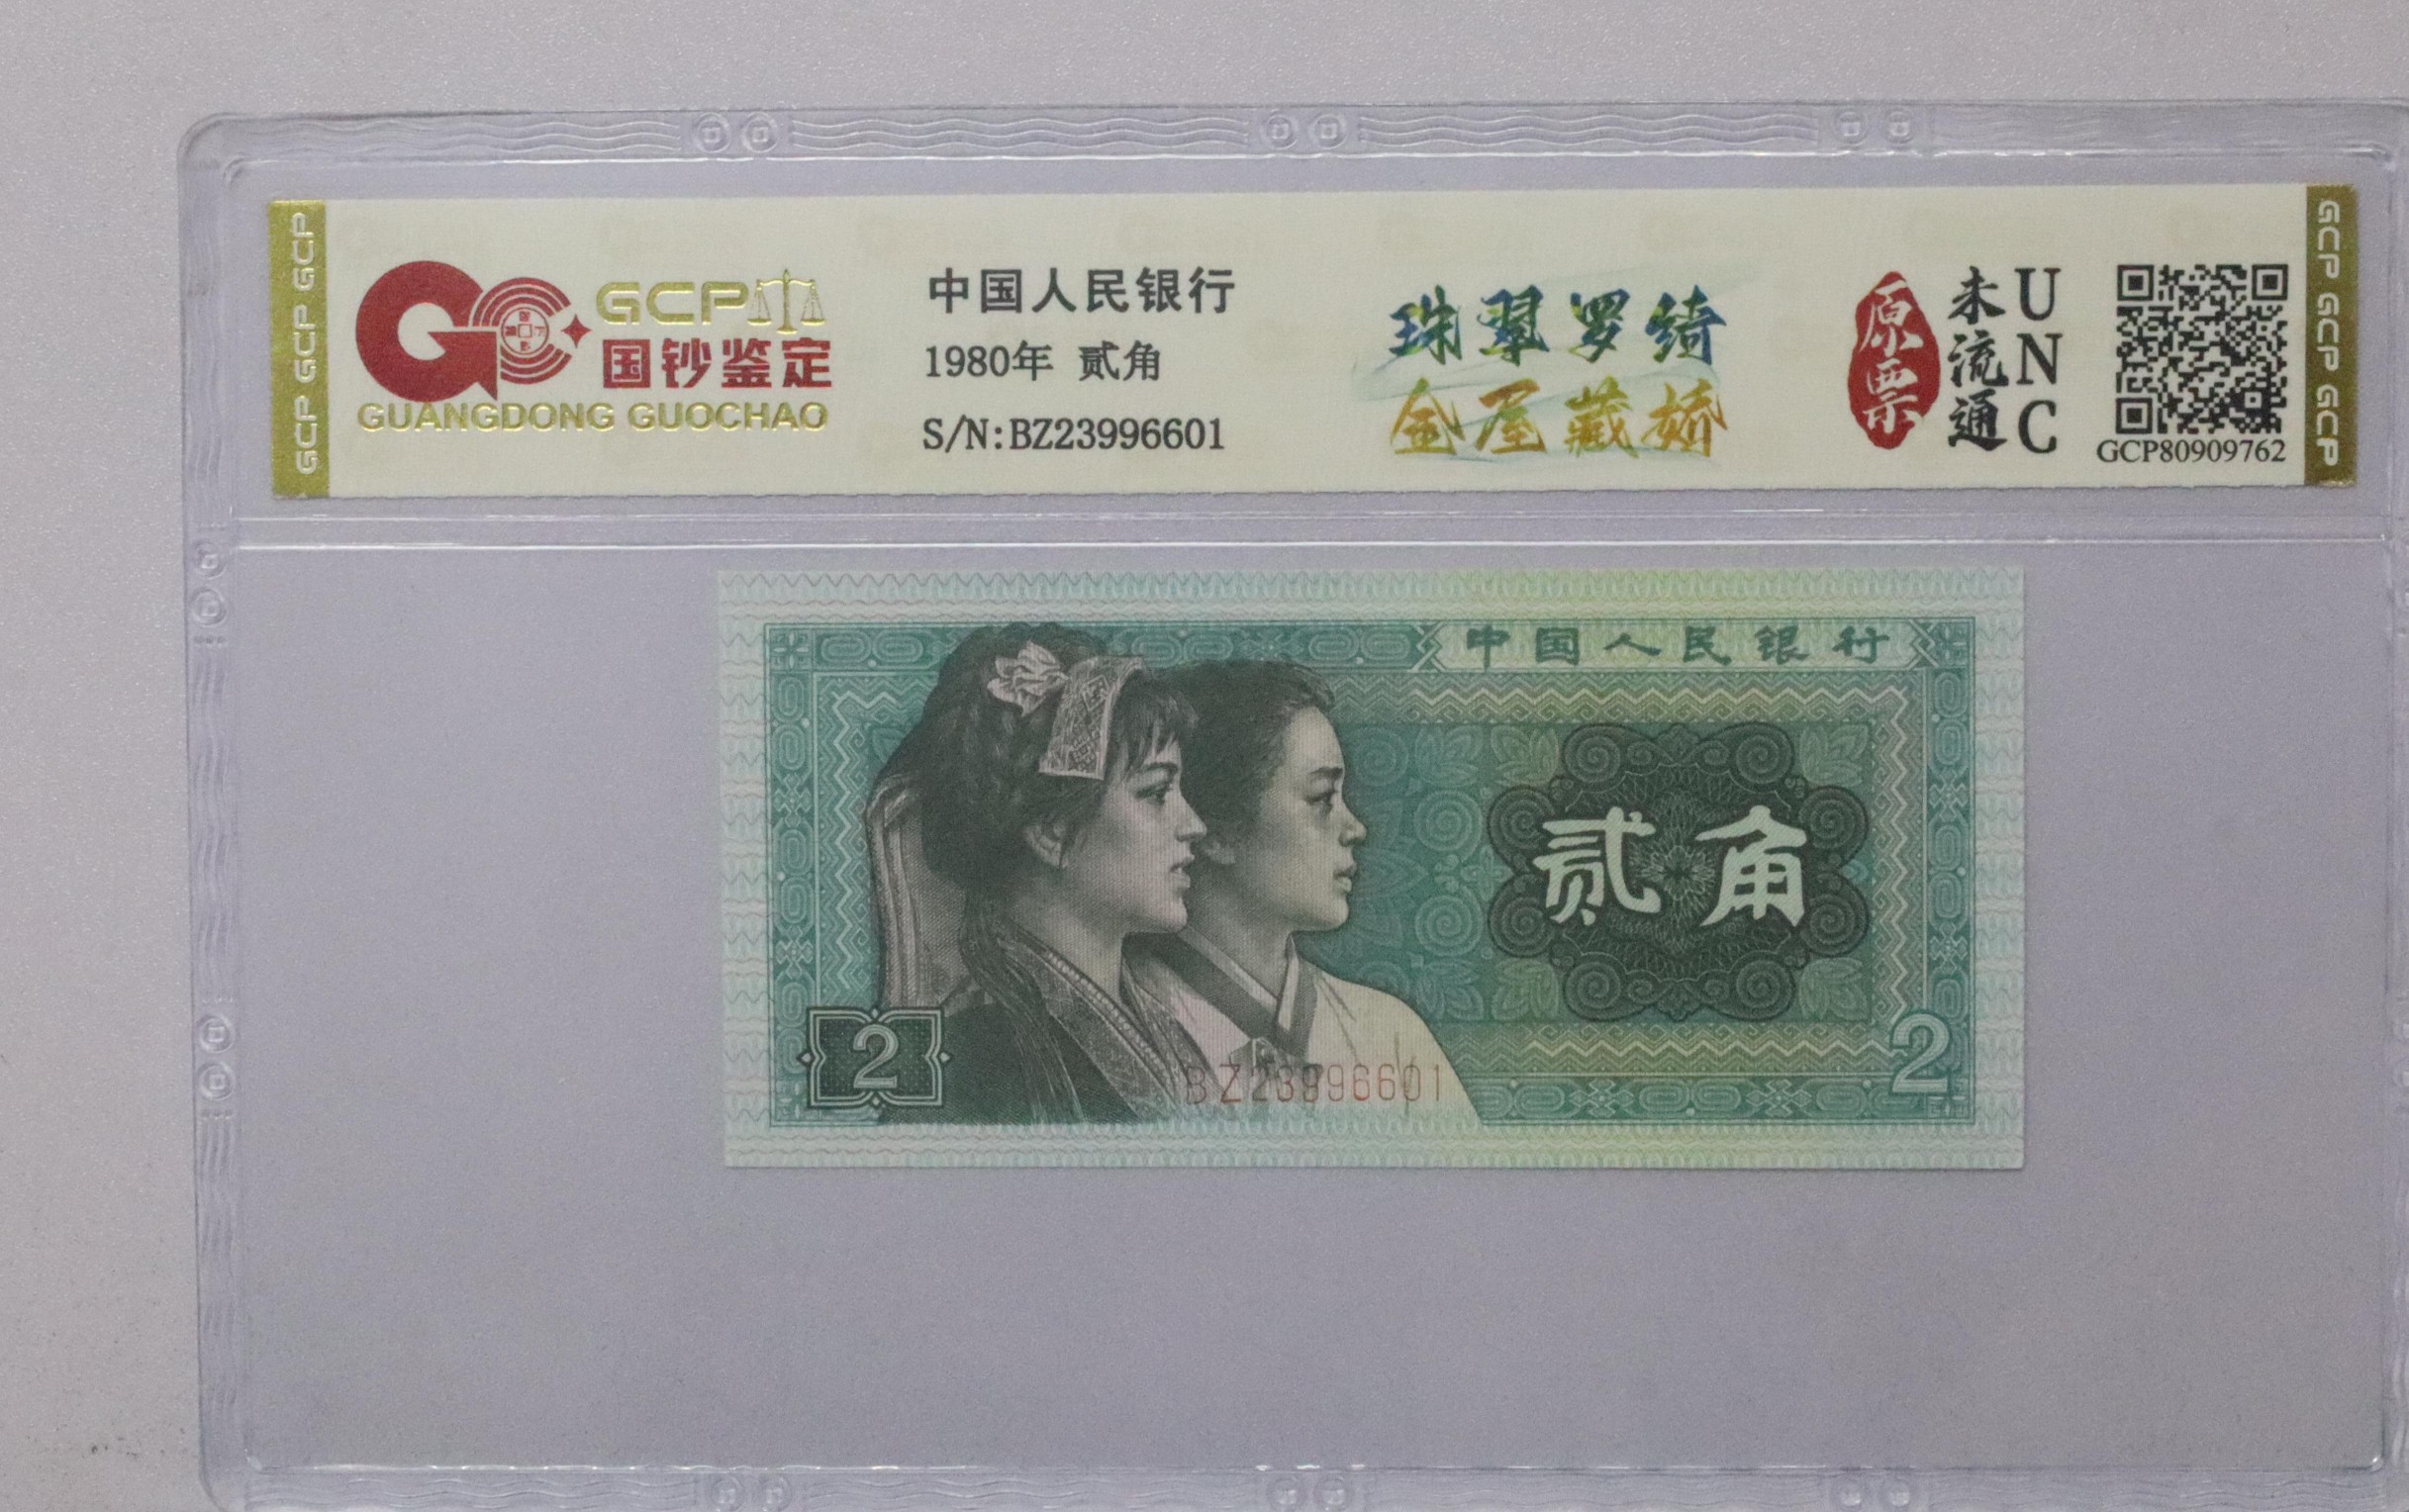 GCP GCP GCP
GCP
国钞鉴定
GUANGDONG GUOCHAO
中国人民银行
1980年 贰角
S/N:BZ23996601
珠翠罗绮
金屋藏娇
原票
未流通
UNC
GCP80909762
GCP GCP GCP
中国人民银行
贰角
2
BZ23996601
2